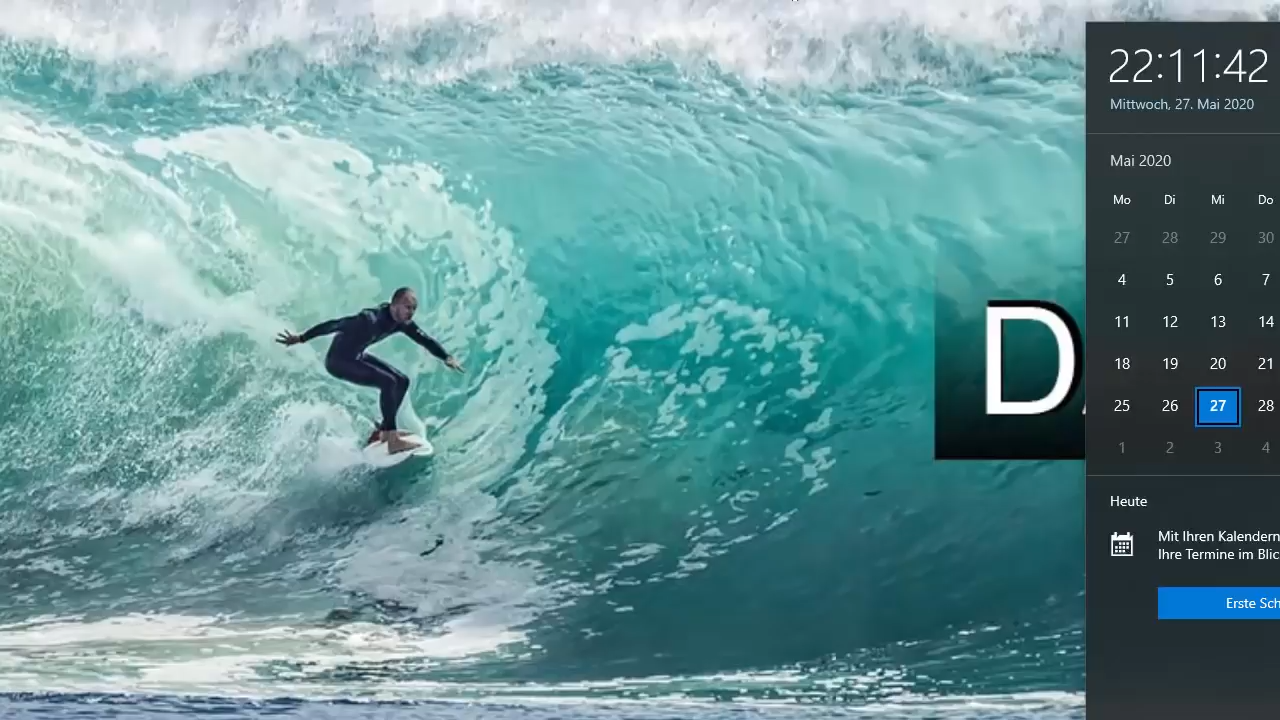 22:11:42
Mittwoch, 27. Mai 2020
Mai 2020
Mo Di Mi Do
27 28 29 30
4 5 6 7
11 12 13 14
18 19 20 21
25 26 27 28
1 2 3 4
Heute
Mit Ihren Kalendern
Ihre Termine im
Erste